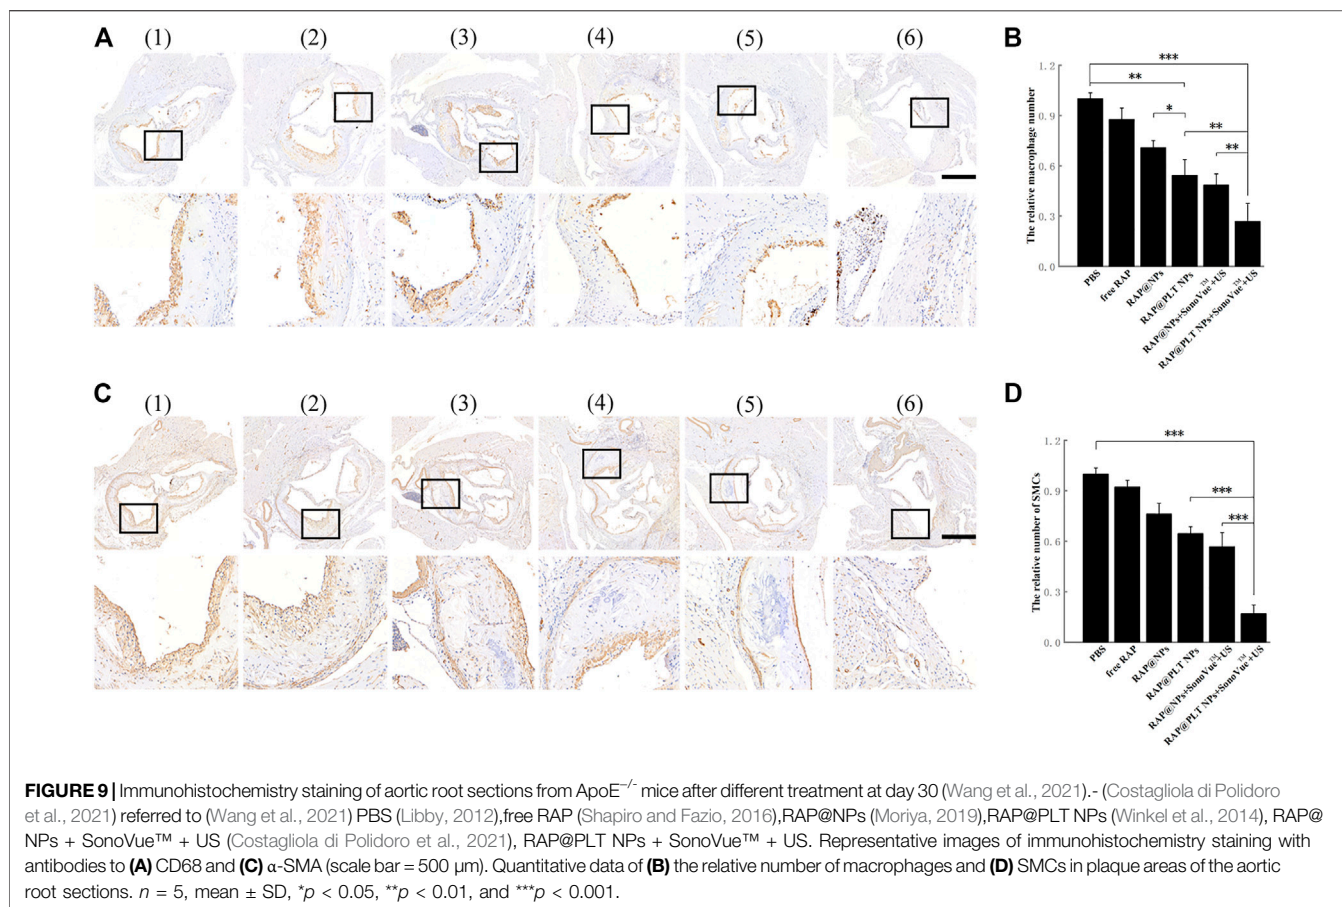 A
(1) (2) (3) (4) (5) (6)
B
The relative macrophage number
1.2
0.9
0.6
0.3
0.0
***
**
*
**
**
PBS
free RAP
RAP@NPs
RAP@PLT NPs
RAP@NPs+SonoVue™+US
RAP@PLT NPs+SonoVue™+US
C
(1) (2) (3) (4) (5) (6)
D
The relative number of SMCs
1.2
0.9
0.6
0.3
0.0
***
***
***
PBS
free RAP
RAP@NPs
RAP@PLT NPs
RAP@NPs+SonoVue™+US
RAP@PLT NPs+SonoVue™+US
FIGURE 9 | Immunohistochemistry staining of aortic root sections from ApoE−/- mice after different treatment at day 30 (Wang et al., 2021).- (Costagliola di Polidoro
et al., 2021) referred to (Wang et al., 2021) PBS (Libby, 2012),free RAP (Shapiro and Fazio, 2016),RAP@NPs (Moriya, 2019),RAP@PLT NPs (Winkel et al., 2014), RAP@
NPs + SonoVue™ + US (Costagliola di Polidoro et al., 2021), RAP@PLT NPs + SonoVue™ + US. Representative images of immunohistochemistry staining with
antibodies to (A) CD68 and (C) α-SMA (scale bar = 500 μm). Quantitative data of (B) the relative number of macrophages and (D) SMCs in plaque areas of the aortic
root sections. n = 5, mean ± SD, *p < 0.05, **p < 0.01, and ***p < 0.001.